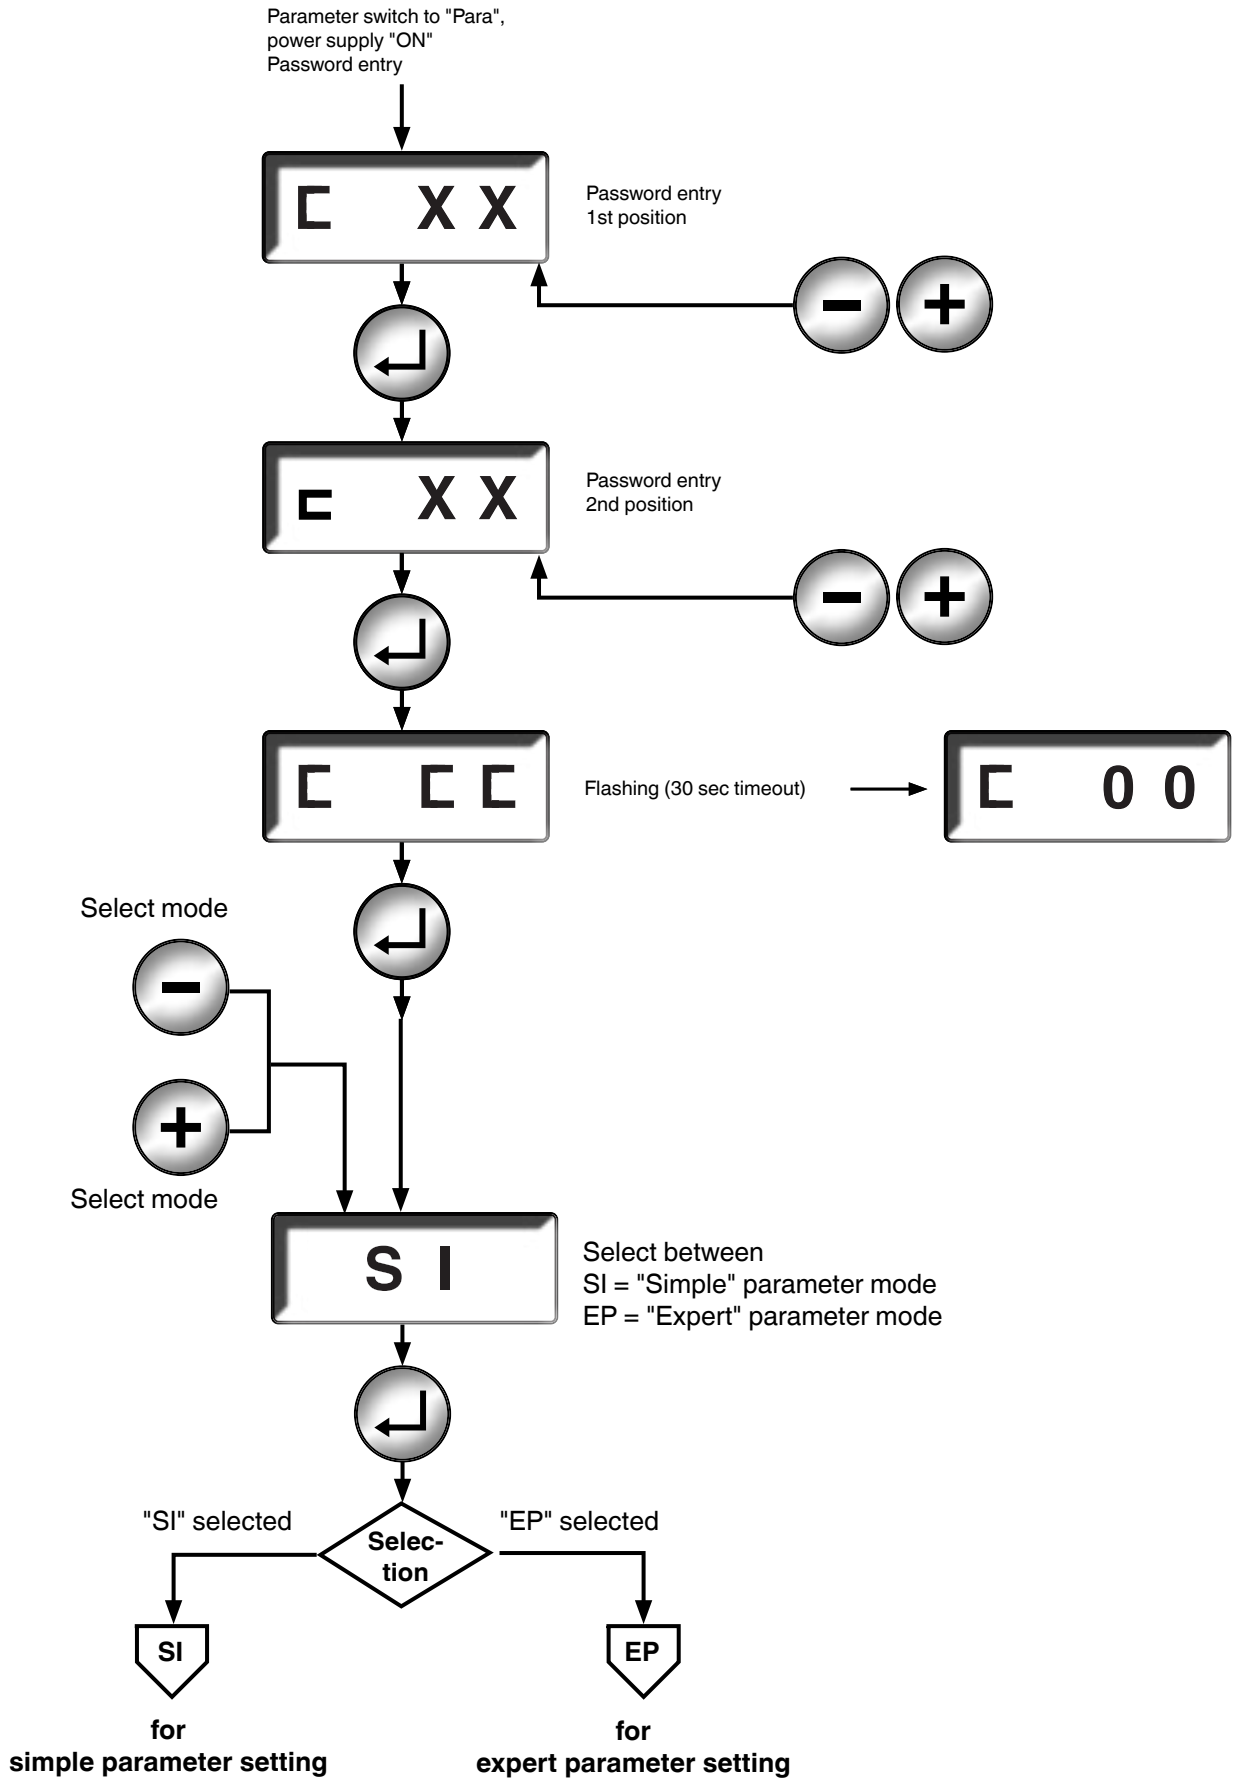 Parameter switch to "Para",
power supply "ON"
Password entry
C XX
Password entry
1st position
− +
c XX
Password entry
2nd position
− +
C CC
Flashing (30 sec timeout)
C 00
Select mode
−
+
Select mode
SI
Select between
SI = "Simple" parameter mode
EP = "Expert" parameter mode
"SI" selected
"EP" selected
Selec-
tion
SI
EP
for
simple parameter setting
for
expert parameter setting